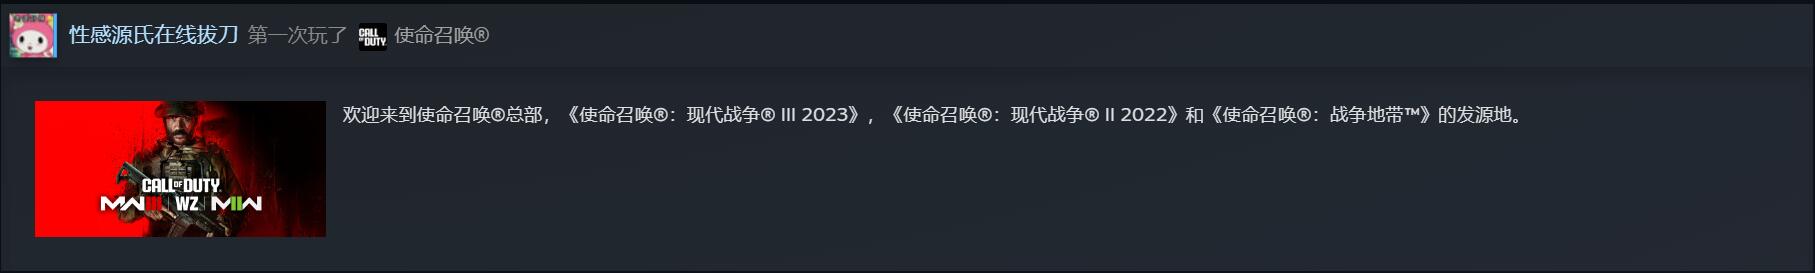 性感源氏在线拔刀 第一次玩了 CALL OF DUTY 使命召唤®
欢迎来到使命召唤®总部，《使命召唤®：现代战争® III 2023》，《使命召唤®：现代战争® II 2022》和《使命召唤®：战争地带™》的发源地。
CALL OF DUTY
MWIII WZ MWII